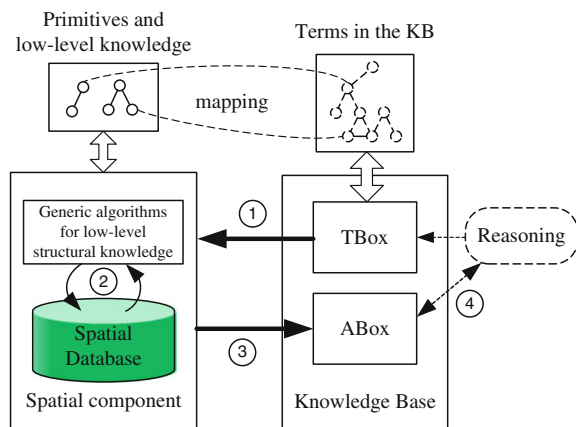 Primitives and
low-level knowledge
Terms in the KB
mapping
Generic algorithms
for low-level
structural knowledge
1
TBox
Reasoning
2
4
Spatial
Database
3
ABox
Spatial component
Knowledge Base